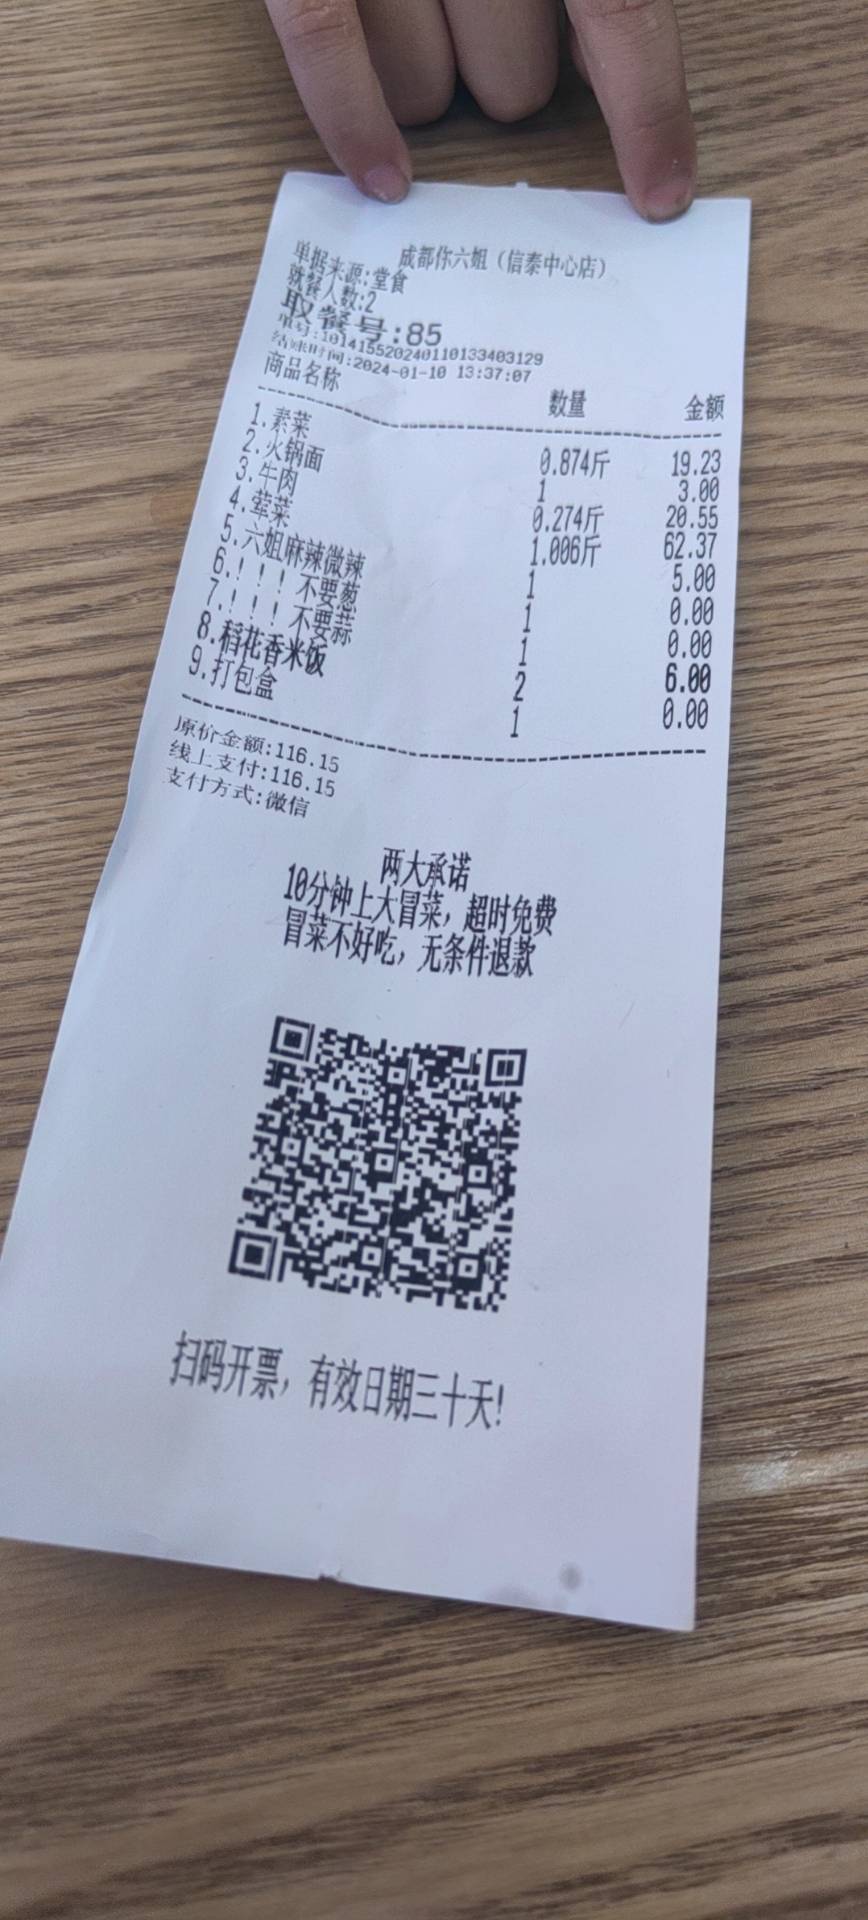 成都你六姐（信泰中心店）
单据来源:堂食
就餐人数:2
取餐号:85
单号:10141552024011013​3403129
结账时间:2024-01-10 13:37:07
商品名称 数量 金额
1.素菜 0.874斤 19.23
2.火锅面 1 3.00
3.牛肉 0.274斤 20.55
4.荤菜 1.006斤 62.37
5.六姐麻辣微辣 1 5.00
6.！！！不要葱 1 0.00
7.！！！不要蒜 1 0.00
8.稻花香米饭 2 6.00
9.打包盒 1 0.00
原价金额:116.15
线上支付:116.15
支付方式:微信
两大承诺
10分钟上大冒菜，超时免费
冒菜不好吃，无条件退款
扫码开票，有效日期三十天!